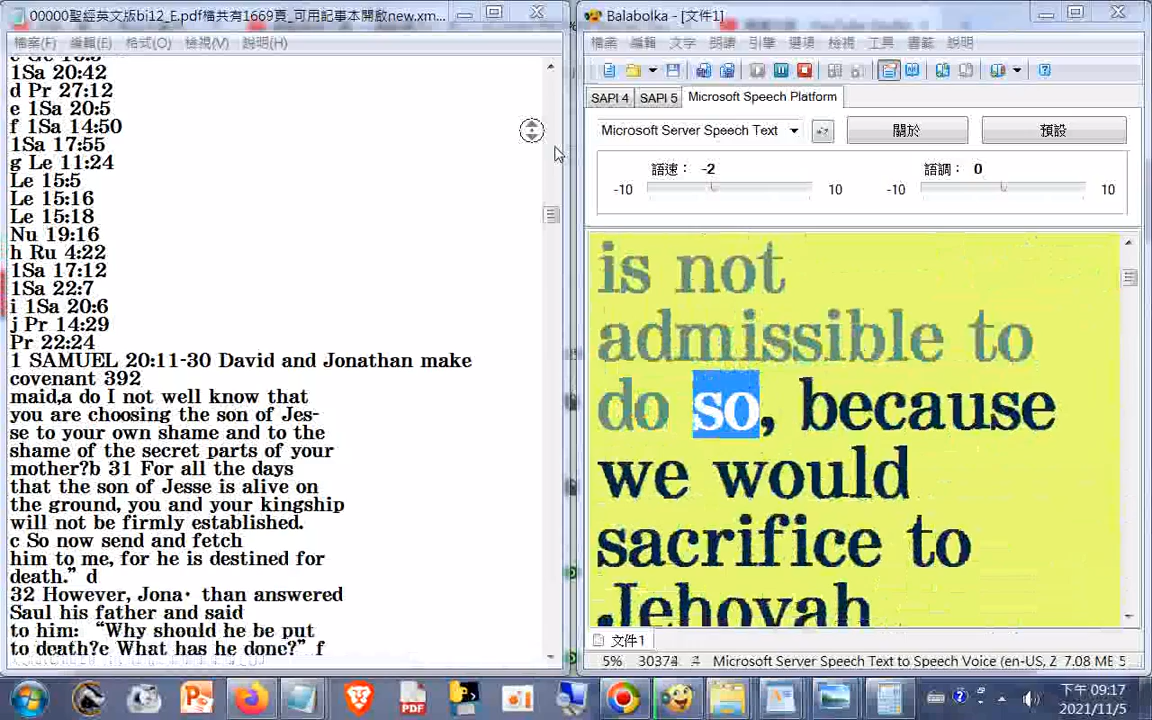 00000聖經英文版bi12_E.pdf檔共有1669頁_可用記事本開啟new.xm...
檔案(F) 編輯(E) 格式(O) 檢視(V) 說明(H)
1Sa 20:42
d Pr 27:12
e 1Sa 20:5
f 1Sa 14:50
1Sa 17:55
g Le 11:24
Le 15:5
Le 15:16
Le 15:18
Nu 19:16
h Ru 4:22
1Sa 17:12
1Sa 22:7
i 1Sa 20:6
j Pr 14:29
Pr 22:24
1 SAMUEL 20:11-30 David and Jonathan make
covenant 392
maid,a do I not well know that
you are choosing the son of Jes-
se to your own shame and to the
shame of the secret parts of your
mother?b 31 For all the days
that the son of Jesse is alive on
the ground, you and your kingship
will not be firmly established.
c So now send and fetch
him to me, for he is destined for
death.” d
32 However, Jona· than answered
Saul his father and said
to him: “Why should he be put
to death?e What has he done?” f
Balabolka - [文件1]
檔案 編輯 文字 朗讀 引擎 選項 檢視 工具 書籤 說明
SAPI 4 SAPI 5 Microsoft Speech Platform
Microsoft Server Speech Text 關於 預設
語速： -2 語調： 0
-10 10 -10 10
is not
admissible to
do so, because
we would
sacrifice to
Jehovah
文件1
5% Microsoft Server Speech Text to Speech Voice (en-US, 7.08 ME
PDF
下午 09:17
2021/11/5